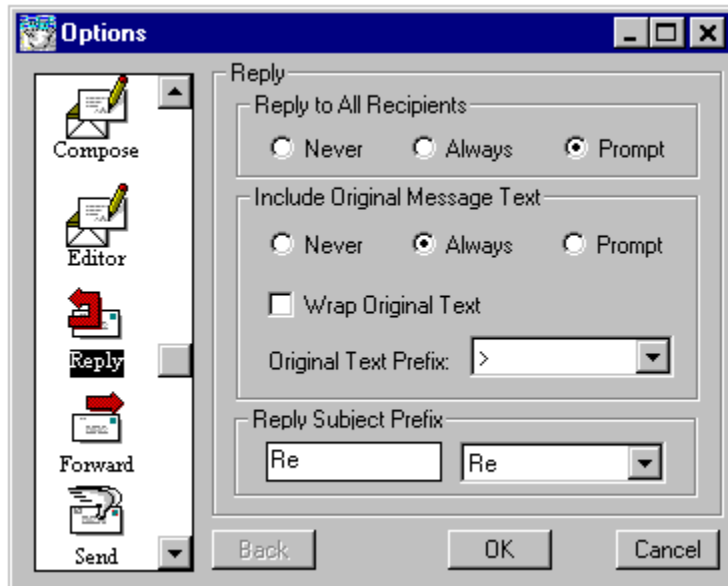 Options
Compose
Editor
Reply
Forward
Send
Reply
Reply to All Recipients
Never Always Prompt
Include Original Message Text
Never Always Prompt
Wrap Original Text
Original Text Prefix: >
Reply Subject Prefix
Re Re
Back OK Cancel